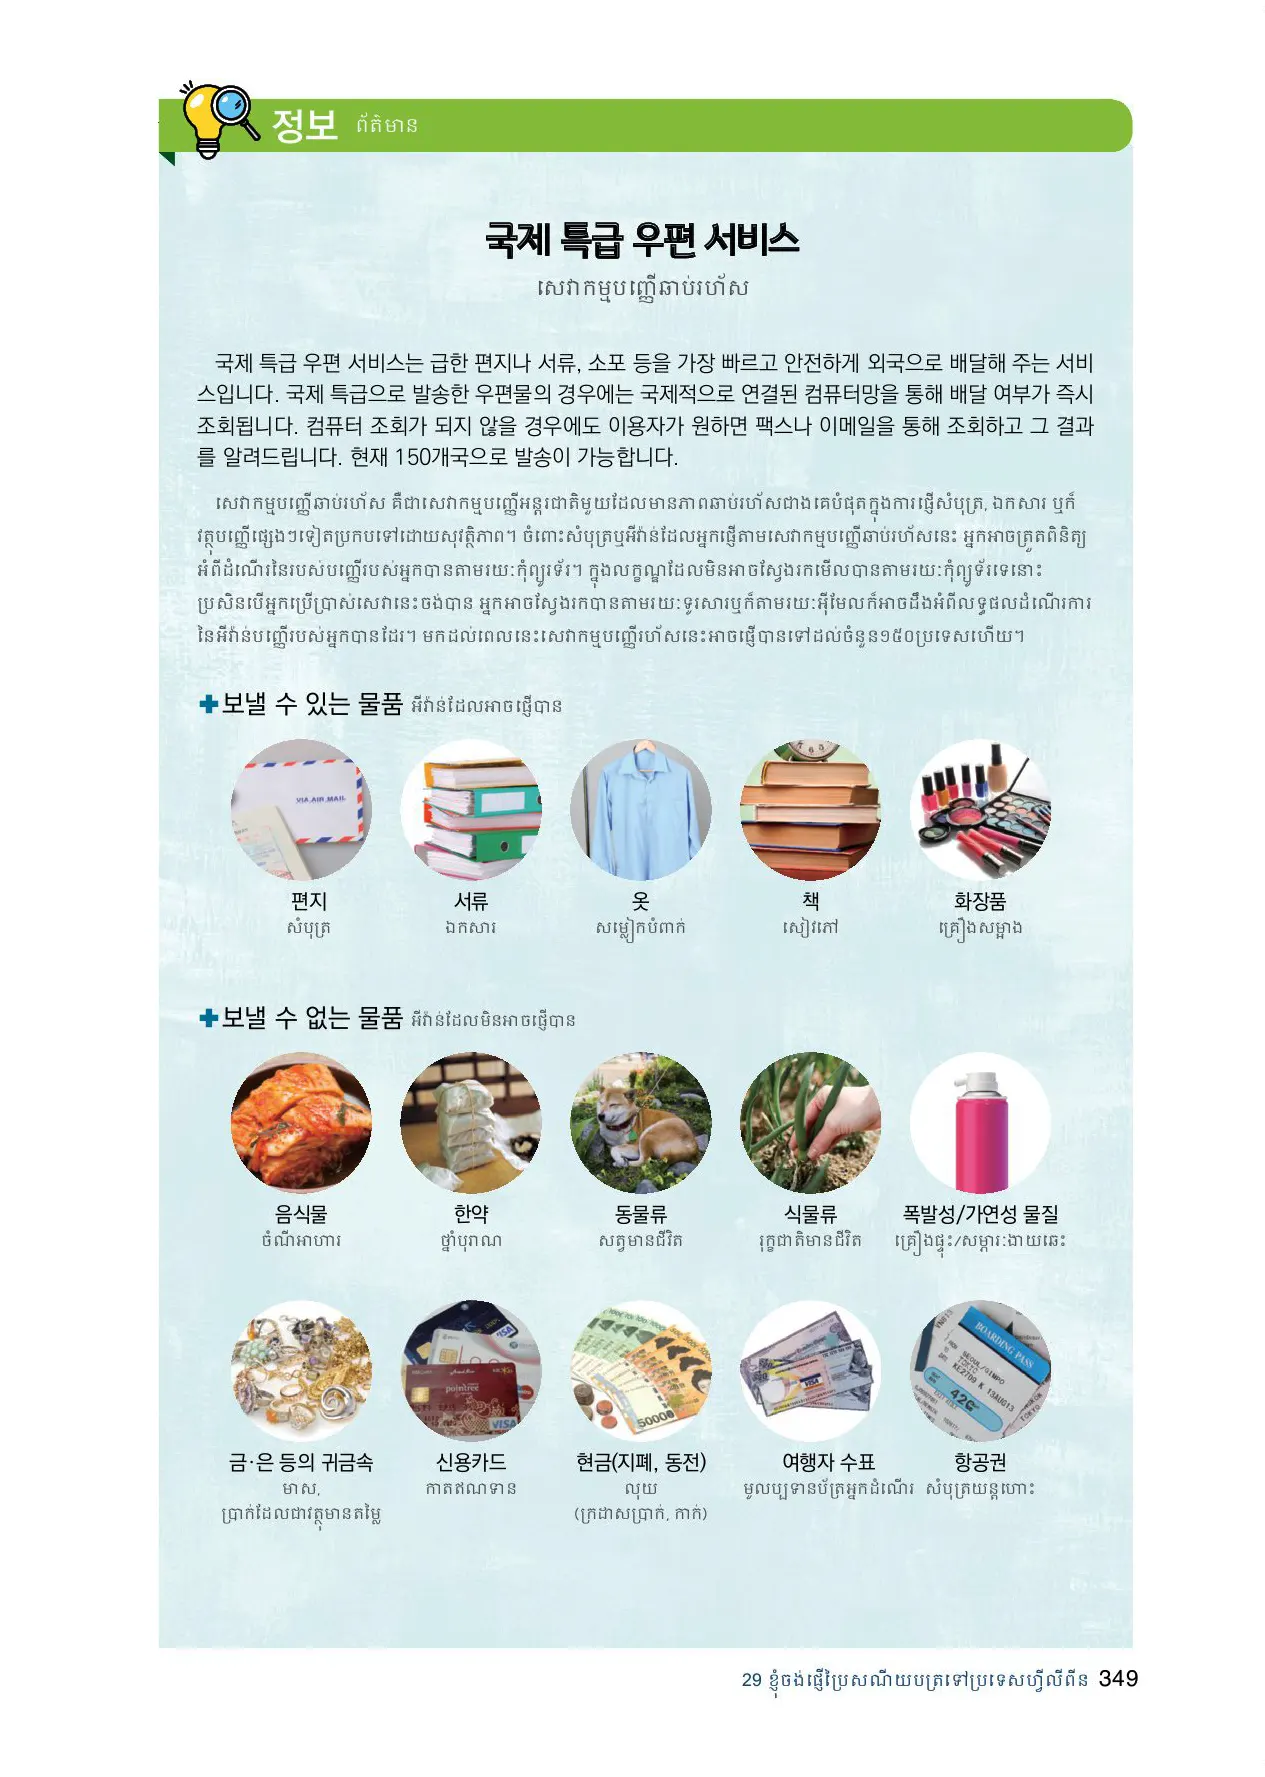 정보 ព័ត៌មាន
국제 특급 우편 서비스
សេវាកម្មបញ្ញើឆាប់រហ័ស
국제 특급 우편 서비스는 급한 편지나 서류, 소포 등을 가장 빠르고 안전하게 외국으로 배달해 주는 서비
스입니다. 국제 특급으로 발송한 우편물의 경우에는 국제적으로 연결된 컴퓨터망을 통해 배달 여부가 즉시
조회됩니다. 컴퓨터 조회가 되지 않을 경우에도 이용자가 원하면 팩스나 이메일을 통해 조회하고 그 결과
를 알려드립니다. 현재 150개국으로 발송이 가능합니다.
សេវាកម្មបញ្ញើឆាប់រហ័ស គឺជាសេវាកម្មបញ្ញើអន្តរជាតិមួយដែលមានភាពឆាប់រហ័សជាងគេបំផុតក្នុងការផ្ញើសំបុត្រ, ឯកសារ ឬក៏
វត្ថុបញ្ញើផ្សេងៗទៀតប្រកបទៅដោយសុវត្ថិភាព។ ចំពោះសំបុត្រឬអីវ៉ាន់ដែលអ្នកផ្ញើតាមសេវាកម្មបញ្ញើឆាប់រហ័សនេះ អ្នកអាចត្រួតពិនិត្យ
អំពីដំណើរនៃរបស់បញ្ញើរបស់អ្នកបានតាមរយៈកុំព្យូរទ័រ។ ក្នុងលក្ខណ្ឌដែលមិនអាចស្វែងរកមើលបានតាមរយៈកុំព្យូទ័រទេនោះ
ប្រសិនបើអ្នកប្រើប្រាស់សេវានេះចង់បាន អ្នកអាចស្វែងរកបានតាមរយៈទូរសារឬក៏តាមរយៈអ៊ីមែលក៏អាចដឹងអំពីលទ្ធផលដំណើរការ
នៃអីវ៉ាន់បញ្ញើរបស់អ្នកបានដែរ។ មកដល់ពេលនេះសេវាកម្មបញ្ញើរហ័សនេះអាចផ្ញើបានទៅដល់ចំនួន១៥០ប្រទេសហើយ។
보낼 수 있는 물품 អីវ៉ាន់ដែលអាចផ្ញើបាន
VIA AIR MAIL
편지 서류 옷 책 화장품
សំបុត្រ ឯកសារ សម្លៀកបំពាក់ សៀវភៅ គ្រឿងសម្អាង
보낼 수 없는 물품 អីវ៉ាន់ដែលមិនអាចផ្ញើបាន
음식물 한약 동물류 식물류 폭발성/가연성 물질
ចំណីអាហារ ថ្នាំបុរាណ សត្វមានជីវិត រុក្ខជាតិមានជីវិត គ្រឿងផ្ទុះ/សម្ភារៈងាយឆេះ
VISA
pointree
VISA
50000
BOARDING PASS
SEOUL/GIMPO
TOKYO
KE2709 K 13AUG13
42C
금·은 등의 귀금속 신용카드 현금(지폐, 동전) 여행자 수표 항공권
មាស, កាតឥណទាន លុយ មូលប្បទានប័ត្រអ្នកដំណើរ សំបុត្រយន្តហោះ
ប្រាក់ដែលជាវត្ថុមានតម្លៃ (ក្រដាសប្រាក់, កាក់)
29 ខ្ញុំចង់ផ្ញើប្រៃសណីយបត្រទៅប្រទេសហ្វីលីពីន 349